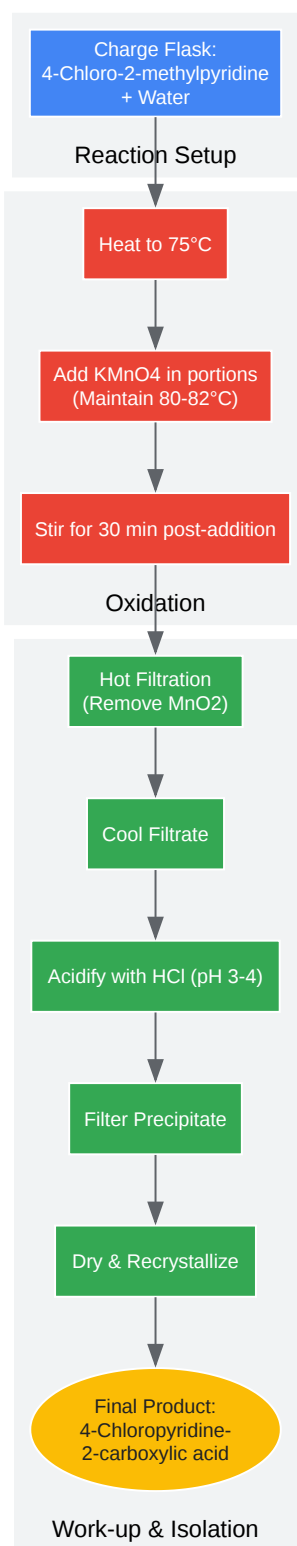 Charge Flask:
4-Chloro-2-methylpyridine
+ Water
Reaction Setup
Heat to 75°C
Add KMnO4 in portions
(Maintain 80-82°C)
Stir for 30 min post-addition
Oxidation
Hot Filtration
(Remove MnO2)
Cool Filtrate
Acidify with HCl (pH 3-4)
Filter Precipitate
Dry & Recrystallize
Final Product:
4-Chloropyridine-
2-carboxylic acid
Work-up & Isolation